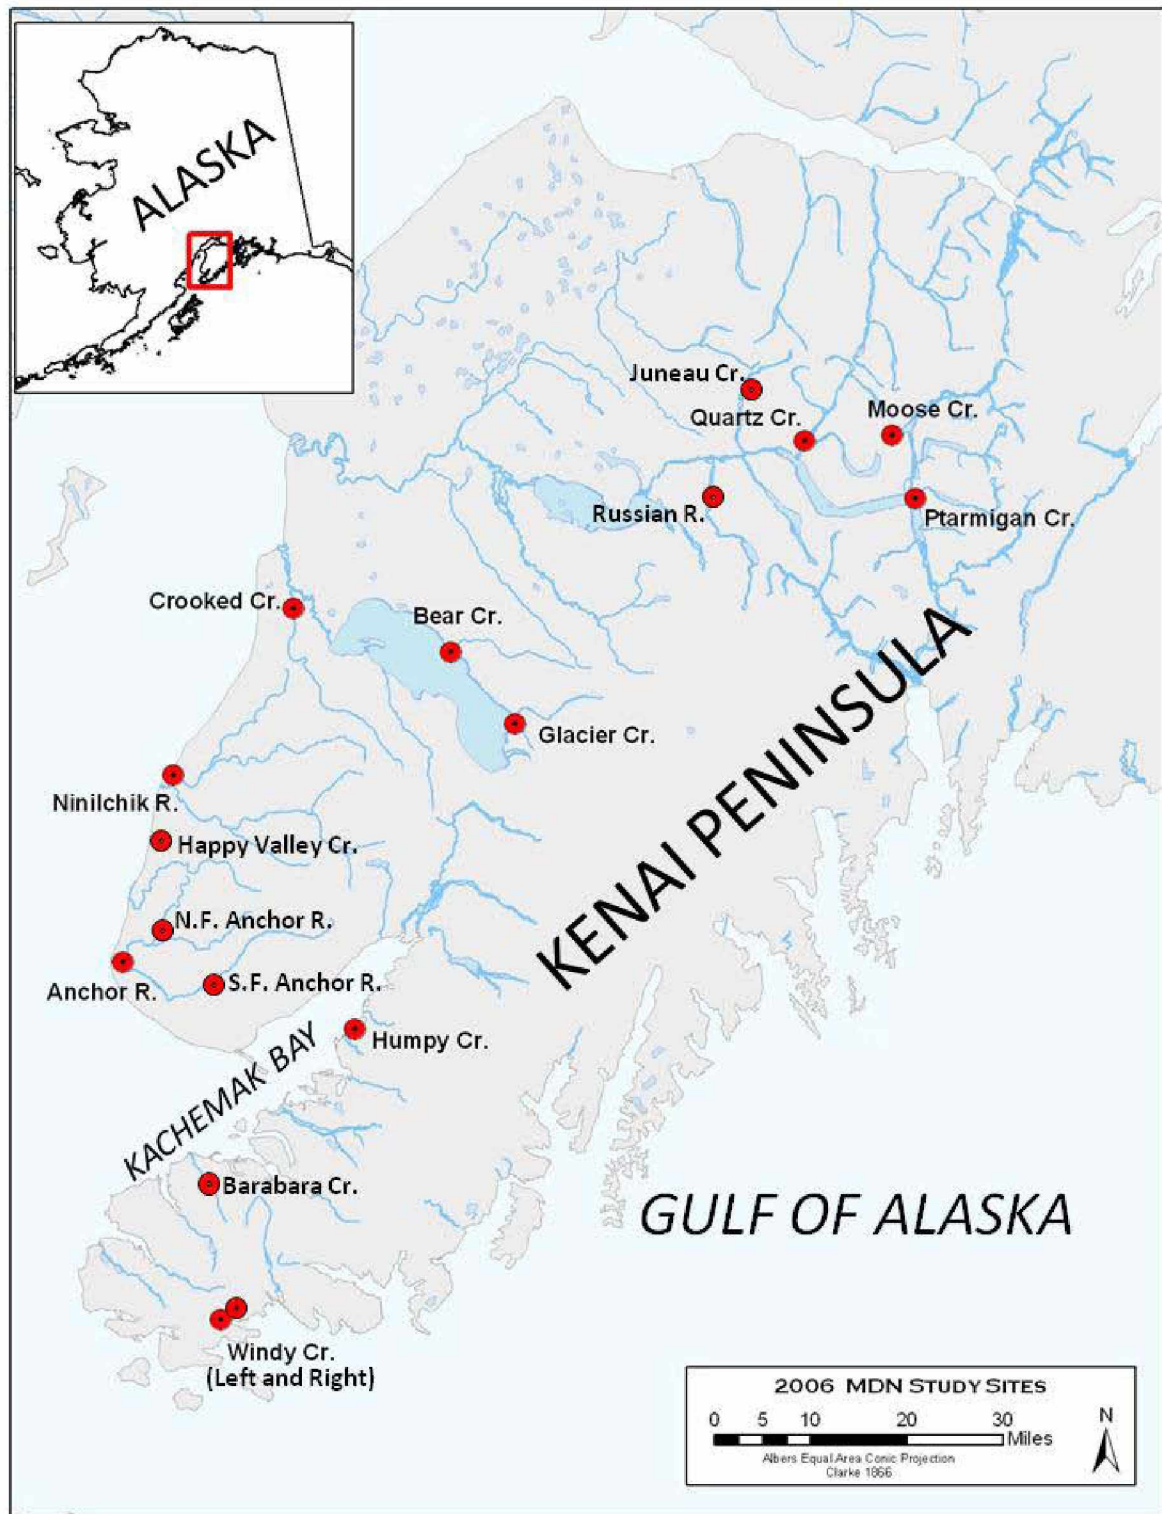 ALASKA
Juneau Cr.
Quartz Cr.
Moose Cr.
Russian R.
Ptarmigan Cr.
Crooked Cr.
Bear Cr.
Glacier Cr.
KENAI PENINSULA
Ninilchik R.
Happy Valley Cr.
N.F. Anchor R.
Anchor R.
S.F. Anchor R.
Humpy Cr.
KACHEMAK BAY
Barabara Cr.
GULF OF ALASKA
Windy Cr.
(Left and Right)
2006 MDN STUDY SITES
0 5 10 20 30
Miles
N
Albers Equal Area Conic Projection
Clarke 1866